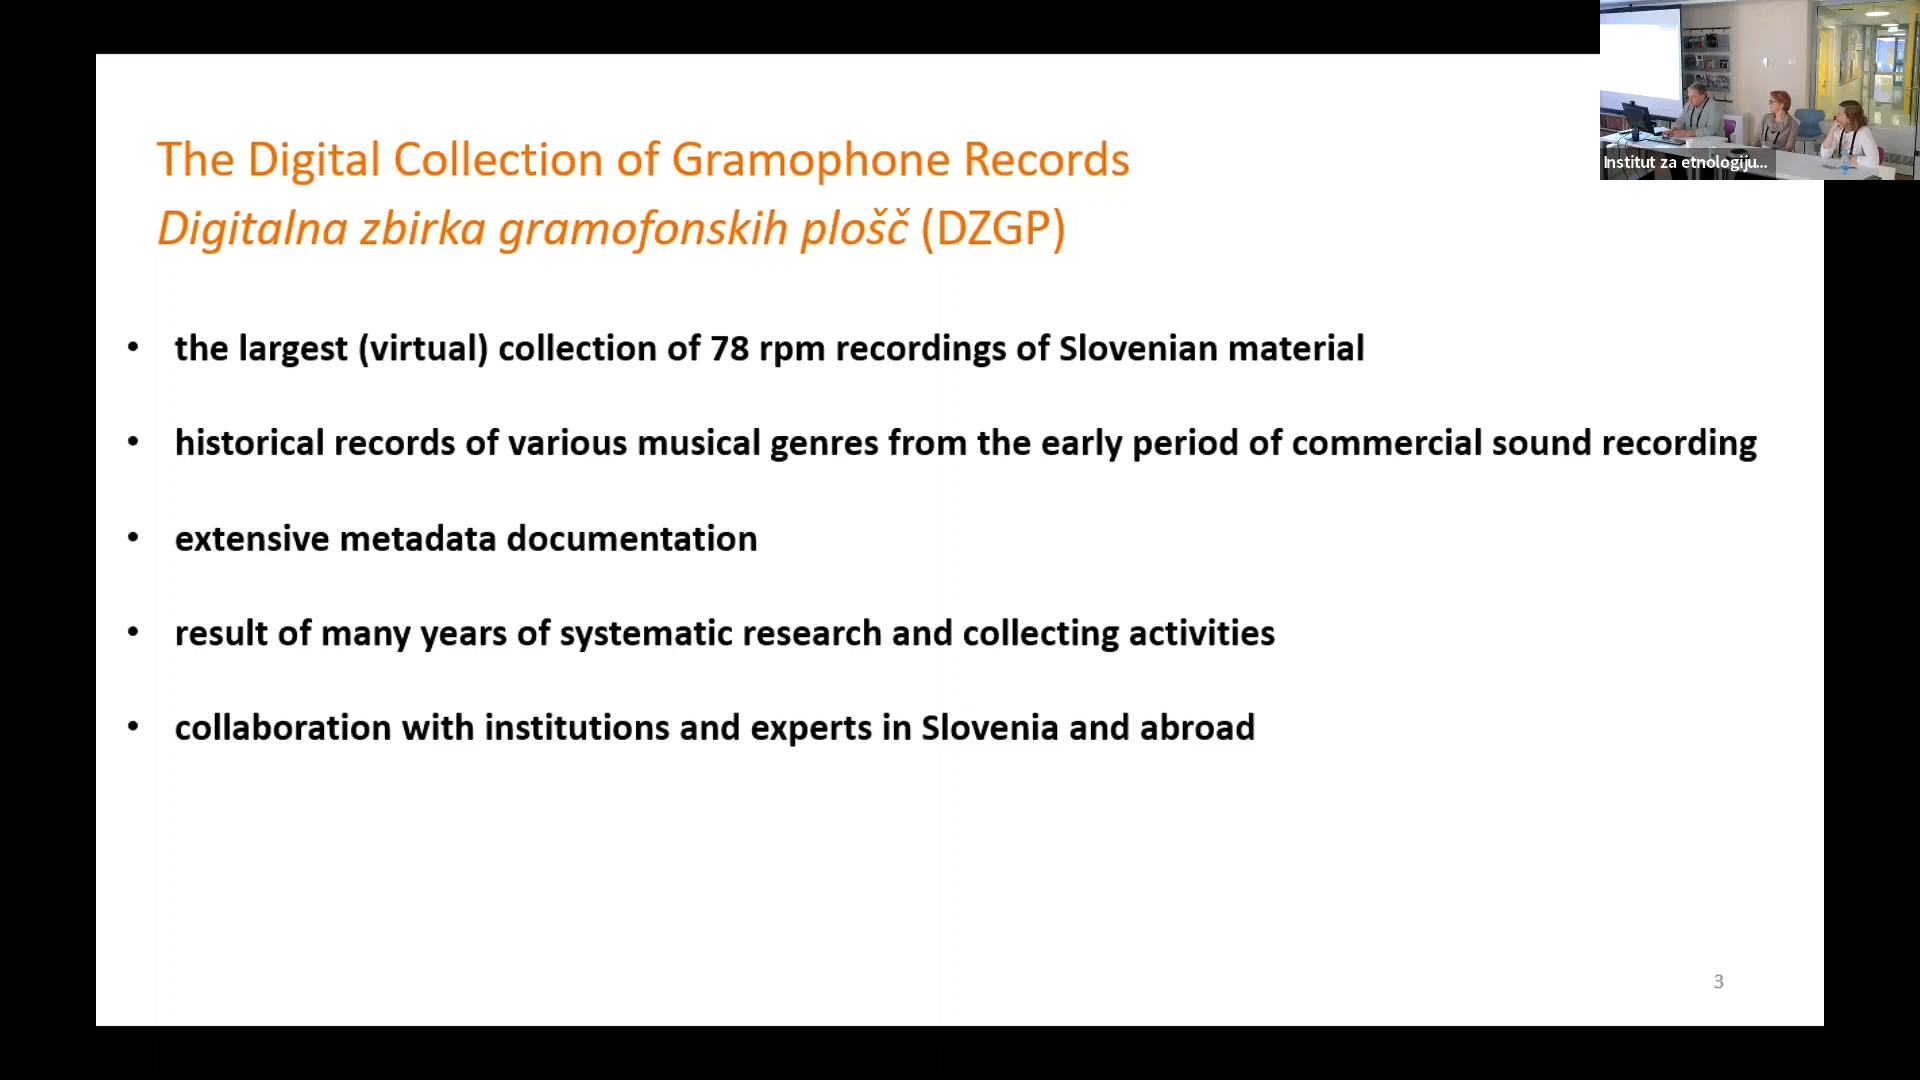 The Digital Collection of Gramophone Records
Digitalna zbirka gramofonskih plošč (DZGP)
• the largest (virtual) collection of 78 rpm recordings of Slovenian material
• historical records of various musical genres from the early period of commercial sound recording
• extensive metadata documentation
• result of many years of systematic research and collecting activities
• collaboration with institutions and experts in Slovenia and abroad
3
Institut za etnologiju...